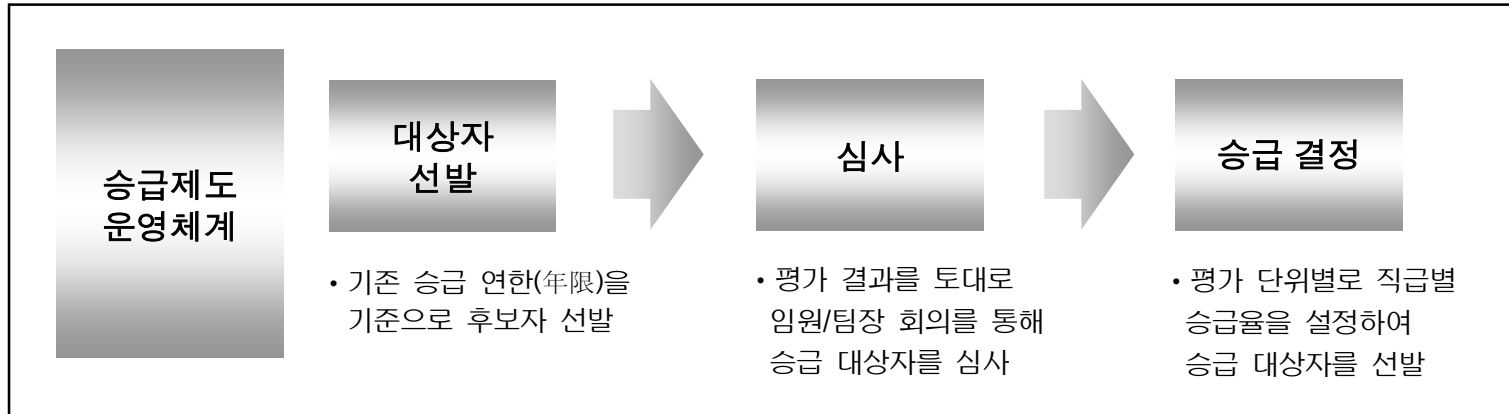 승급제도
운영체계
대상자
선발
• 기존 승급 연한(年限)을
기준으로 후보자 선발
심사
• 평가 결과를 토대로
임원/팀장 회의를 통해
승급 대상자를 심사
승급 결정
• 평가 단위별로 직급별
승급율을 설정하여
승급 대상자를 선발